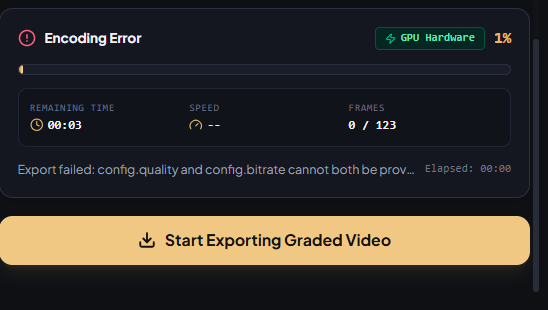 Encoding Error
GPU Hardware
1%
REMAINING TIME
SPEED
FRAMES
00:03
--
0 / 123
Export failed: config.quality and config.bitrate cannot both be prov...
Elapsed: 00:00
Start Exporting Graded Video